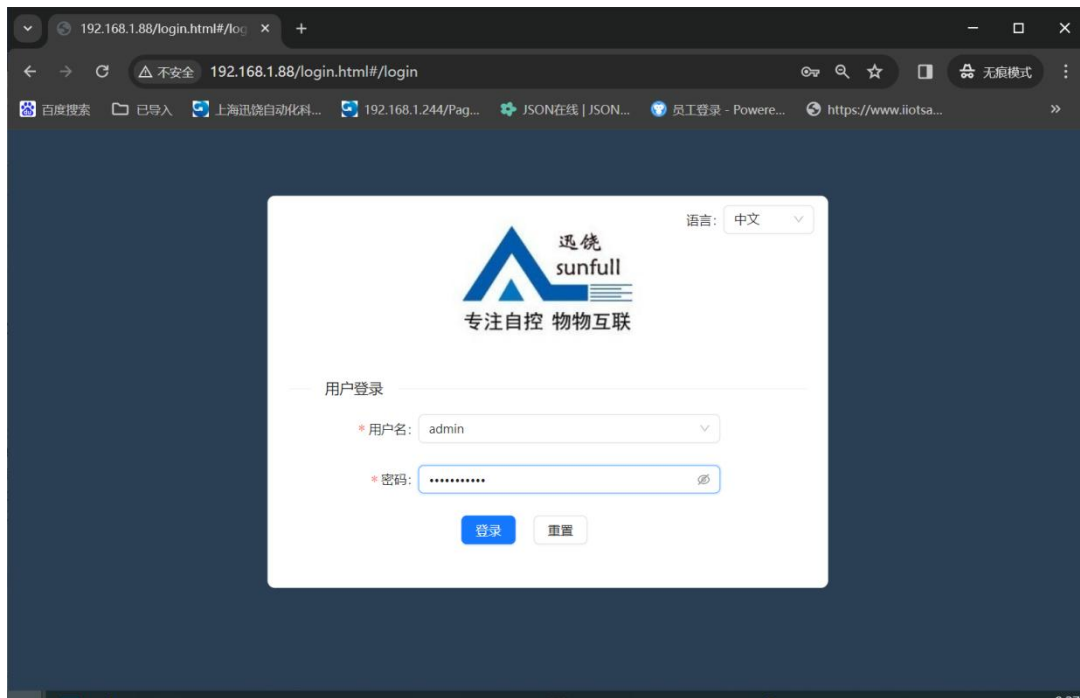 192.168.1.88/login.html#/log
不安全 192.168.1.88/login.html#/login 无痕模式
百度搜索 已导入 上海迅饶自动化科... 192.168.1.244/Pag... JSON在线 | JSON... 员工登录 - Powere... https://www.iiotsa...
语言: 中文
迅饶
sunfull
专注自控 物物互联
用户登录
* 用户名: admin
* 密码: •••••••••••
登录 重置